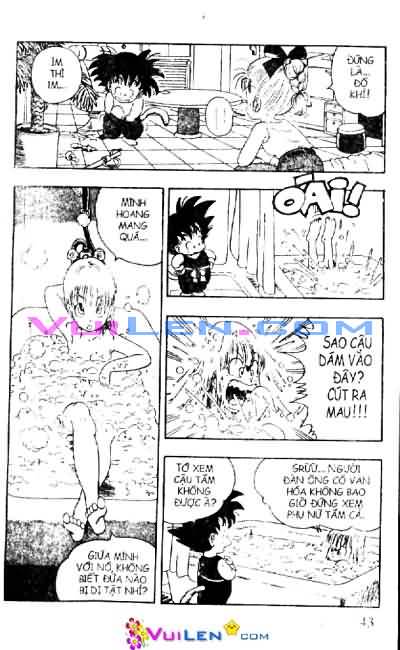 ĐÚNG
LÀ...
ĐỒ
KHỈ!
IM
THÌ
IM...
OÁI!!
MÌNH
HOANG
MANG
QUÁ...
GIỮA MÌNH
VỚI NÓ, KHÔNG
BIẾT ĐỨA NÀO
BỊ DỊ TẬT NHỈ?
SAO CẬU
DÁM VÀO
ĐÂY?
CÚT RA
MAU!!!
SRỪỪ...NGƯỜI
ĐÀN ÔNG CÓ VĂN
HÓA KHÔNG BAO
GIỜ ĐỨNG XEM
PHỤ NỮ TẮM CẢ.
TỚ XEM
CẬU TẮM
KHÔNG
ĐƯỢC À?
VUILEN.COM
43
VUILEN.COM